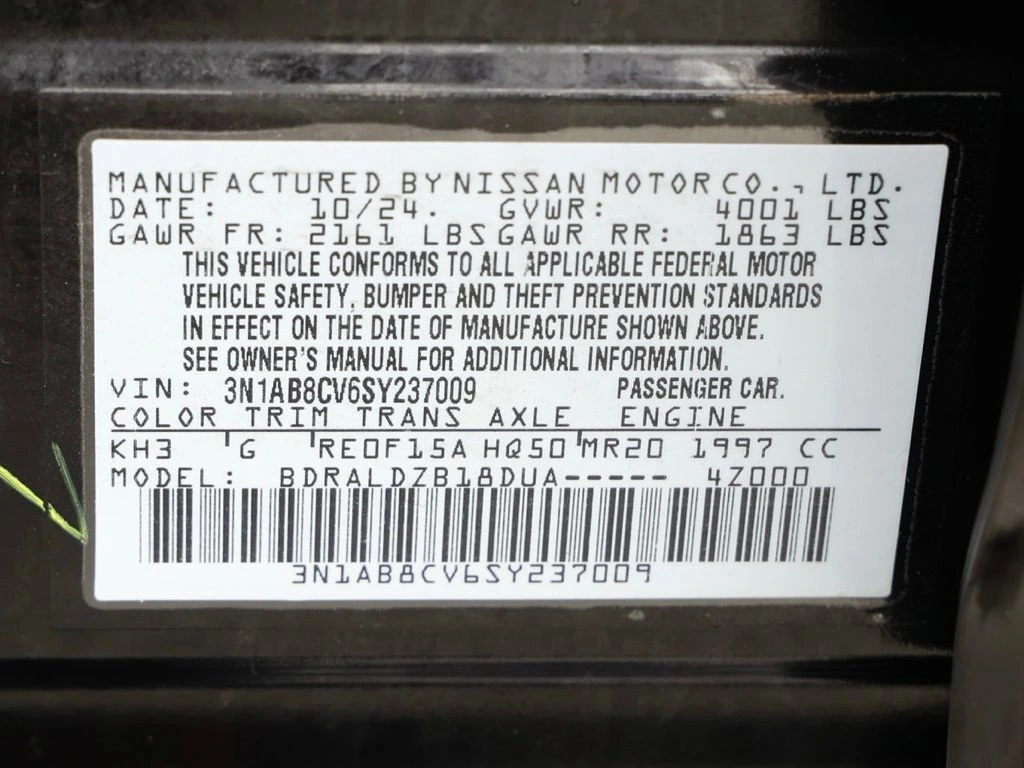 MANUFACTURED BY NISSAN MOTOR CO., LTD.
DATE: 10/24. GVWR: 4001 LBS
GAWR FR: 2161 LBS GAWR RR: 1863 LBS
THIS VEHICLE CONFORMS TO ALL APPLICABLE FEDERAL MOTOR
VEHICLE SAFETY, BUMPER AND THEFT PREVENTION STANDARDS
IN EFFECT ON THE DATE OF MANUFACTURE SHOWN ABOVE.
SEE OWNER'S MANUAL FOR ADDITIONAL INFORMATION.
VIN: 3N1AB8CV6SY237009 PASSENGER CAR.
COLOR TRIM TRANS AXLE ENGINE
KH3 'G 'RE0F15A HQ50'MR20 1997 CC
MODEL: BDRALDZB18DUA----- 4Z000
3N1AB8CV6SY237009